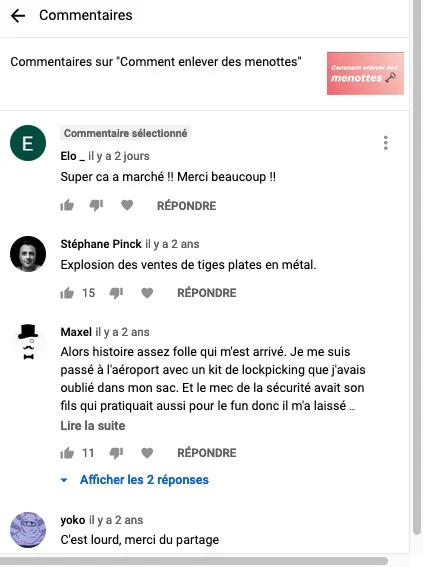 Commentaires
Commentaires sur "Comment enlever des menottes"
Comment enlever des
menottes
E
Commentaire sélectionné
Elo _ il y a 2 jours
Super ca a marché !! Merci beaucoup !!
RÉPONDRE
Stéphane Pinck il y a 2 ans
Explosion des ventes de tiges plates en métal.
15 RÉPONDRE
Maxel il y a 2 ans
Alors histoire assez folle qui m'est arrivé. Je me suis
passé à l'aéroport avec un kit de lockpicking que j'avais
oublié dans mon sac. Et le mec de la sécurité avait son
fils qui pratiquait aussi pour le fun donc il m'a laissé ...
Lire la suite
11 RÉPONDRE
Afficher les 2 réponses
yoko il y a 2 ans
C'est lourd, merci du partage